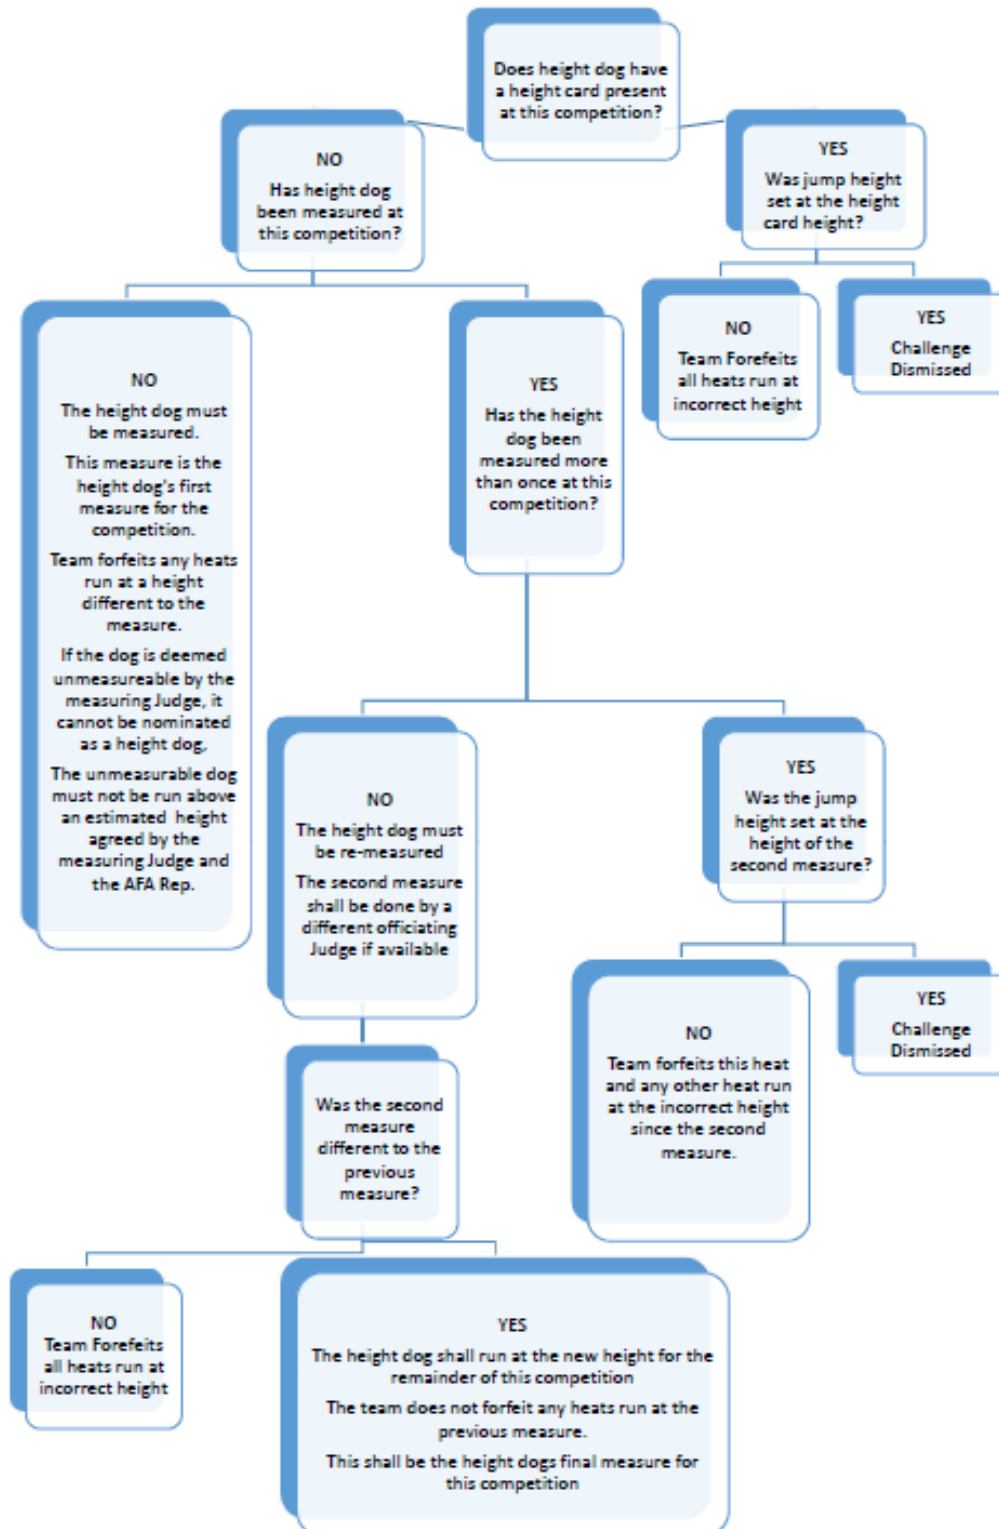 Does height dog have
a height card present
at this competition?
NO
Has height dog
been measured at
this competition?
YES
Was jump height
set at the height
card height?
NO
Team Forefeits
all heats run at
incorrect height
YES
Challenge
Dismissed
NO
The height dog must
be measured.
This measure is the
height dog's first
measure for the
competition.
Team forfeits any heats
run at a height
different to the
measure.
If the dog is deemed
unmeasureable by the
measuring Judge, it
cannot be nominated
as a height dog,
The unmeasurable dog
must not be run above
an estimated height
agreed by the
measuring Judge and
the AFA Rep.
YES
Has the height
dog been
measured more
than once at this
competition?
NO
The height dog must
be re-measured
The second measure
shall be done by a
different officiating
Judge if available
YES
Was the jump
height set at the
height of the
second measure?
NO
Team forfeits this heat
and any other heat run
at the incorrect height
since the second
measure.
YES
Challenge
Dismissed
Was the second
measure
different to the
previous
measure?
NO
Team Forefeits
all heats run at
incorrect height
YES
The height dog shall run at the new height for the
remainder of this competition
The team does not forfeit any heats run at the
previous measure.
This shall be the height dogs final measure for
this competition